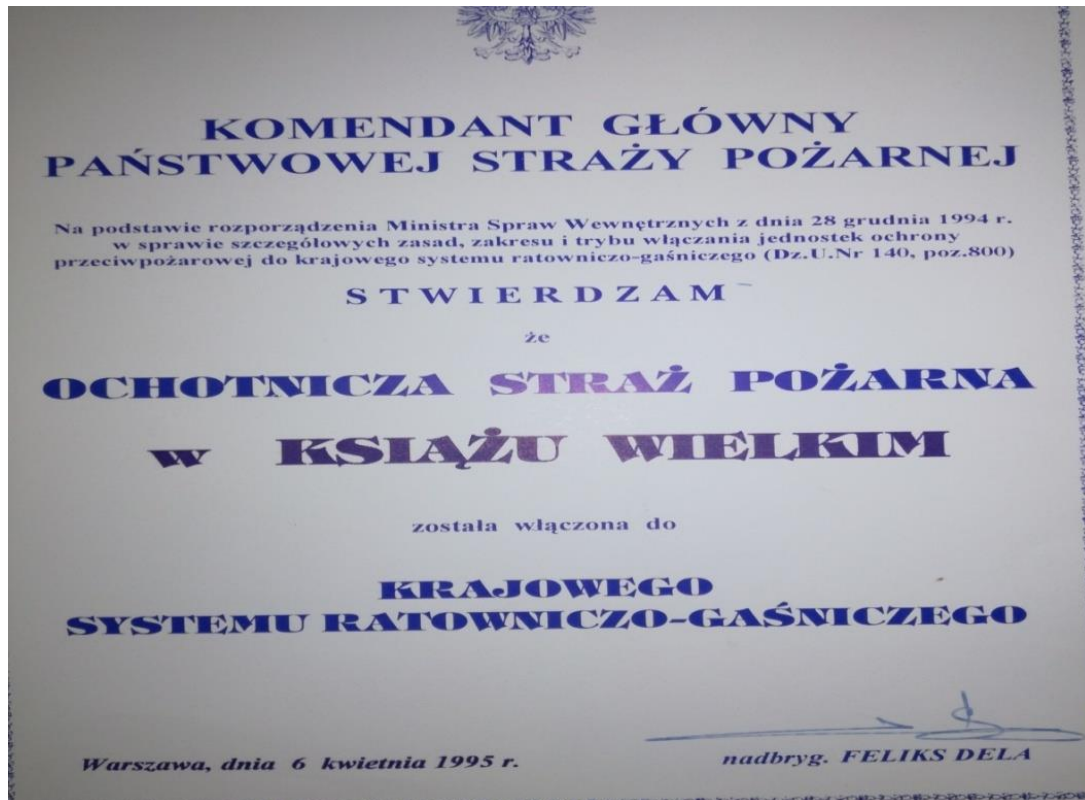 KOMENDANT GŁÓWNY
PAŃSTWOWEJ STRAŻY POŻARNEJ
Na podstawie rozporządzenia Ministra Spraw Wewnętrznych z dnia 28 grudnia 1994 r.
w sprawie szczegółowych zasad, zakresu i trybu włączania jednostek ochrony
przeciwpożarowej do krajowego systemu ratowniczo-gaśniczego (Dz.U.Nr 140, poz.800)
STWIERDZAM
że
OCHOTNICZA STRAŻ POŻARNA
w KSIĄŻU WIELKIM
została włączona do
KRAJOWEGO
SYSTEMU RATOWNICZO-GAŚNICZEGO
Warszawa, dnia 6 kwietnia 1995 r.
nadbryg. FELIKS DELA